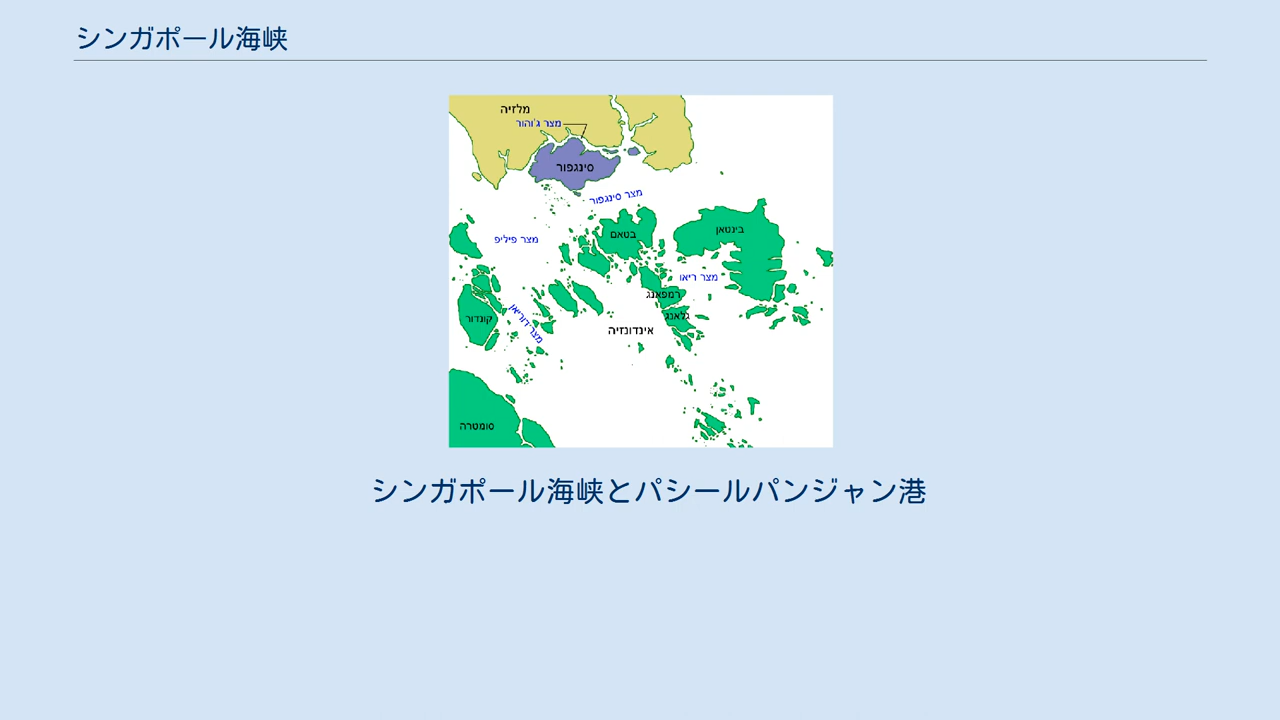 シンガポール海峡
מלזיה
מצר ג'והור
סינגפור
מצר סינגפור
בטאם
בינטאן
מצר פיליפ
מצר ריאו
רמפאנג
גלאנג
קונדור
מצר דוריאן
אינדונזיה
סומטרה
シンガポール海峡とパシールパンジャン港